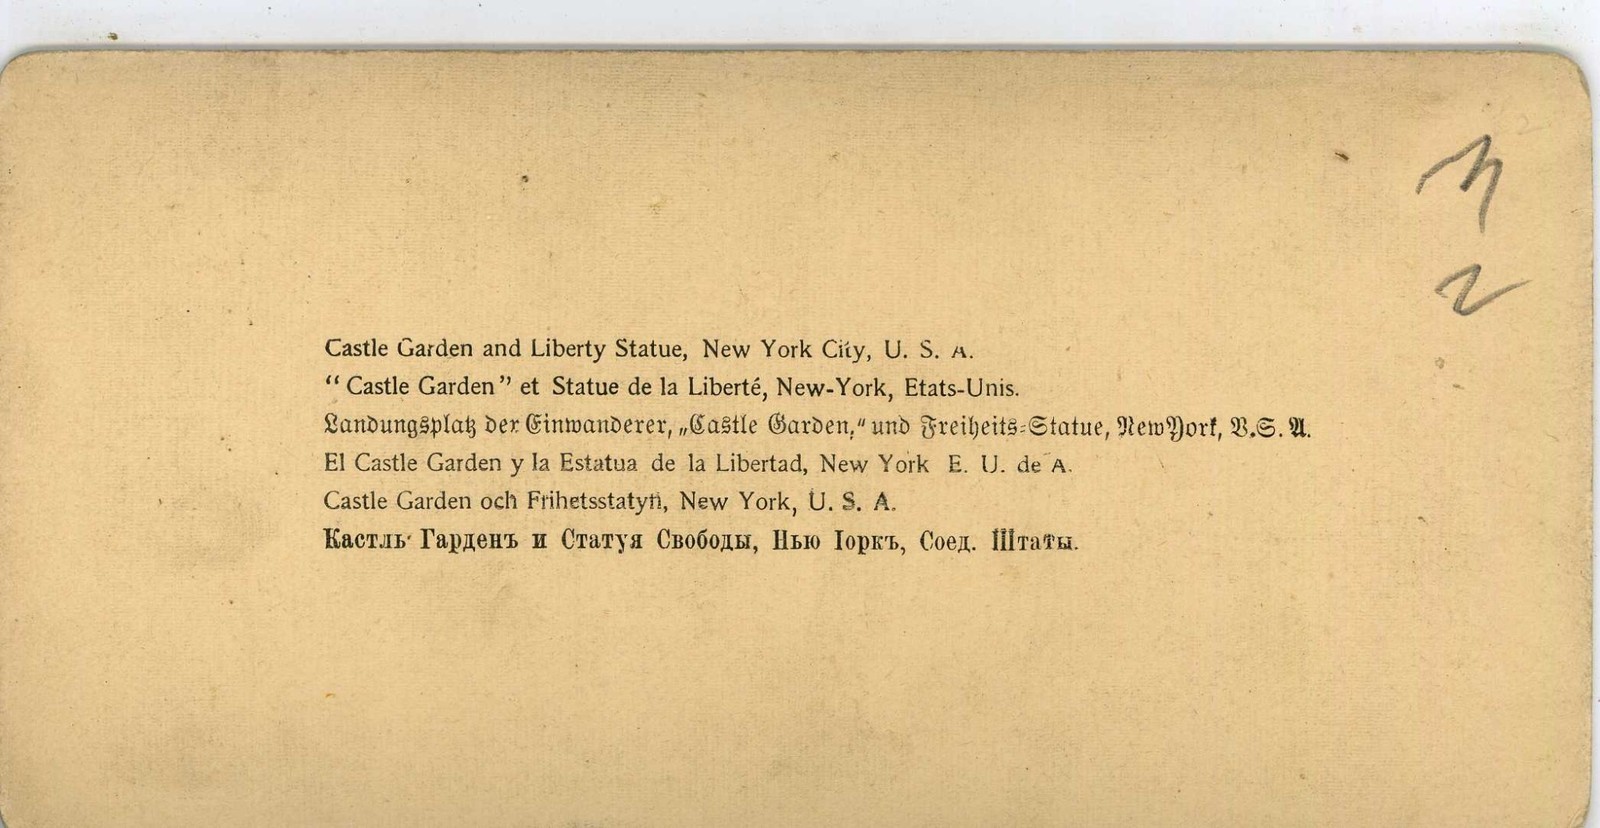 Castle Garden and Liberty Statue, New York City, U. S. A.
“Castle Garden” et Statue de la Liberté, New-York, Etats-Unis.
Landungsplatz der Einwanderer, „Castle Garden,“ und Freiheits-Statue, New York, V. S. A.
El Castle Garden y la Estatua de la Libertad, New York E. U. de A.
Castle Garden och Frihetsstatyn, New York, U. S. A.
Кастль Гарденъ и Статуя Свободы, Нью Іоркъ, Соед. Штаты.
2